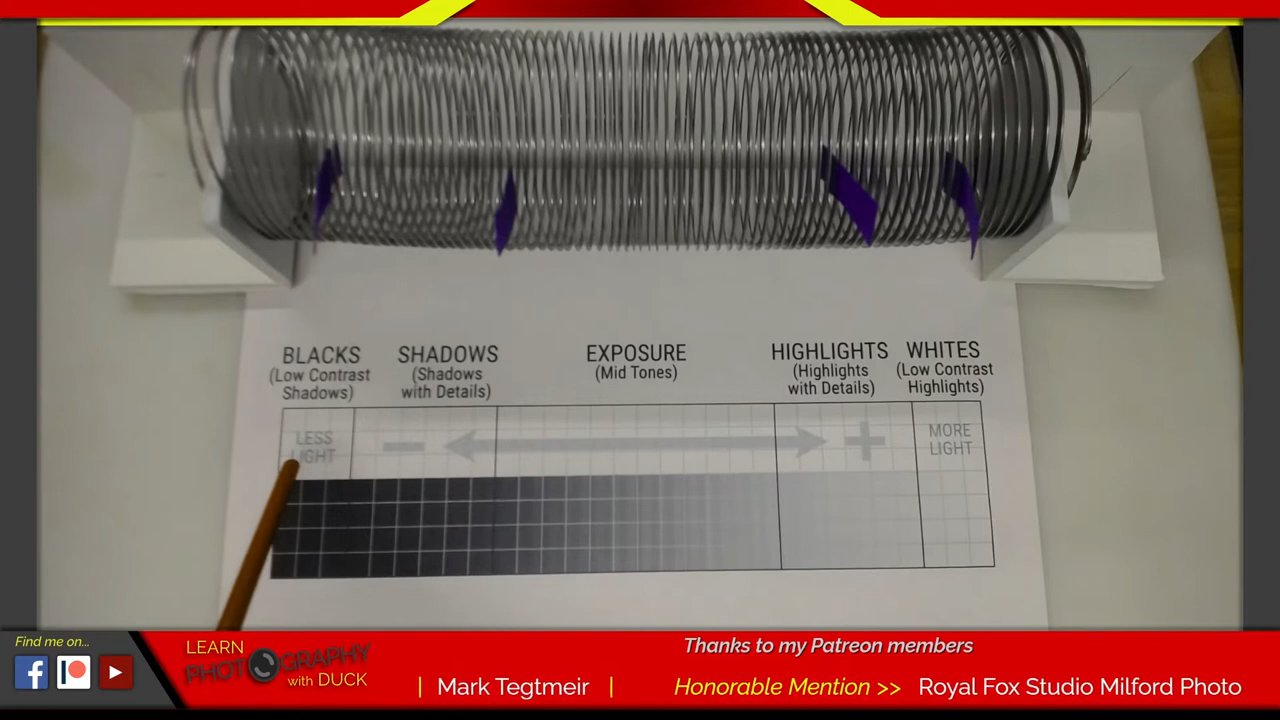 BLACKS
(Low Contrast
Shadows)
SHADOWS
(Shadows
with Details)
EXPOSURE
(Mid Tones)
HIGHLIGHTS
(Highlights
with Details)
WHITES
(Low Contrast
Highlights)
LESS
LIGHT
MORE
LIGHT
Find me on...
LEARN
PHOTOGRAPHY
with DUCK
Thanks to my Patreon members
| Mark Tegtmeir |
Honorable Mention >> Royal Fox Studio Milford Photo